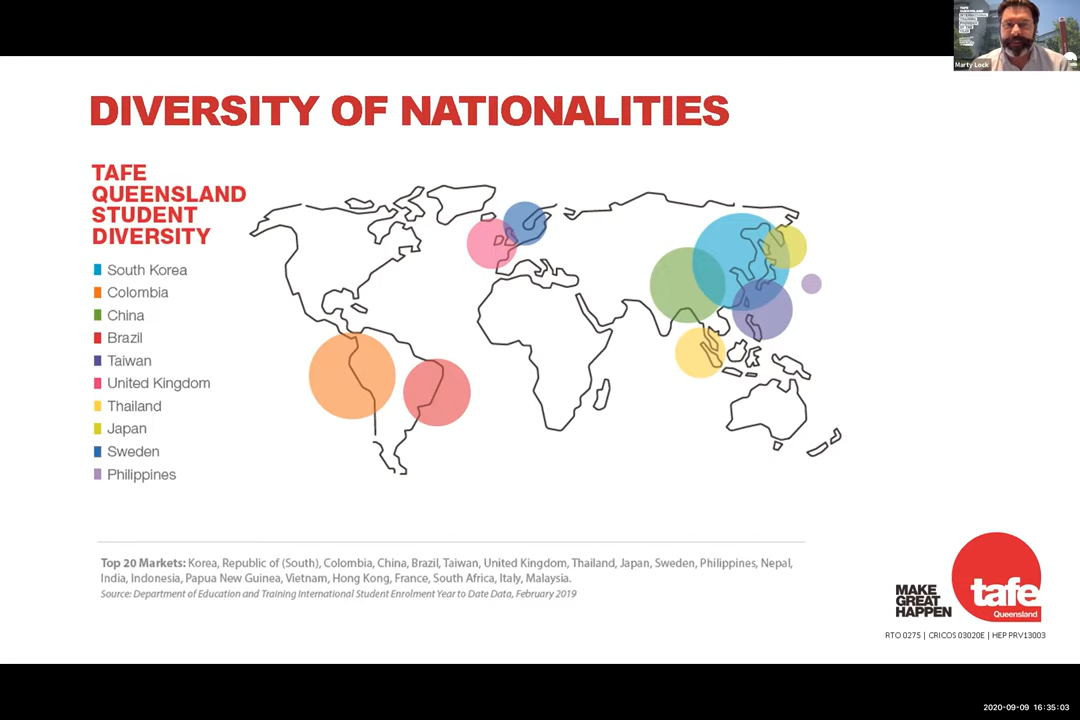 Marty Lock
DIVERSITY OF NATIONALITIES
TAFE
QUEENSLAND
STUDENT
DIVERSITY
South Korea
Colombia
China
Brazil
Taiwan
United Kingdom
Thailand
Japan
Sweden
Philippines
Top 20 Markets: Korea, Republic of (South), Colombia, China, Brazil, Taiwan, United Kingdom, Thailand, Japan, Sweden, Philippines, Nepal,
India, Indonesia, Papua New Guinea, Vietnam, Hong Kong, France, South Africa, Italy, Malaysia.
Source: Department of Education and Training International Student Enrolment Year to Date Data, February 2019
MAKE
GREAT
HAPPEN
tafe
Queensland
RTO 0275 | CRICOS 03020E | HEP PRV13003
2020-09-09 16:35:03